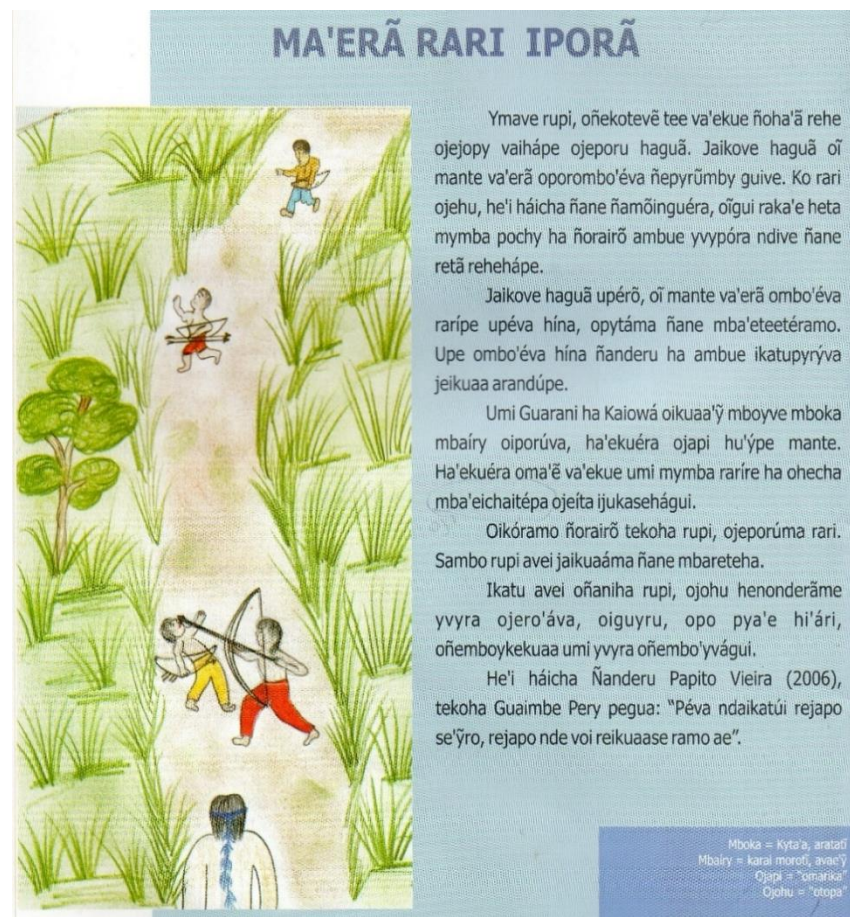 MA'ERÃ RARI IPORÃ
Ymave rupi, oñekotevẽ tee va'ekue ñoha'ã rehe
ojejopy vaihápe ojeporu haguã. Jaikove haguã oĩ
mante va'erã oporombo'éva ñepyrũmby guive. Ko rari
ojehu, he'i háicha ñane ñamõinguéra, oĩgui raka'e heta
mymba pochy ha ñorairõ ambue yvypóra ndive ñane
retã rehehápe.
Jaikove haguã upérõ, oĩ mante va'erã ombo'éva
rarípe upéva hína, opytáma ñane mba'eteetéramo.
Upe ombo'éva hína ñanderu ha ambue ikatupyrýva
jeikuaa arandúpe.
Umi Guarani ha Kaiowá oikuaa'ỹ mboyve mboka
mbaíry oiporúva, ha'ekuéra ojapi hu'ýpe mante.
Ha'ekuéra oma'ẽ va'ekue umi mymba raríre ha ohecha
mba'eichaitépa ojeíta ijukasehágui.
Oikóramo ñorairõ tekoha rupi, ojeporúma rari.
Sambo rupi avei jaikuaáma ñane mbareteha.
Ikatu avei oñaniha rupi, ojohu henonderãme
yvyra ojero'áva, oiguyru, opo pya'e hi'ári,
oñemboykekuaa umi yvyra oñembo'yvágui.
He'i háicha Ñanderu Papito Vieira (2006),
tekoha Guaimbe Pery pegua: “Péva ndaikatúi rejapo
se'ỹro, rejapo nde voi reikuaase ramo ae”.
Mboka = Kyta'a, aratatĩ
Mbaíry = karai morotĩ, avae'ỹ
Ojapi = “omarika”
Ojohu = “otopa”